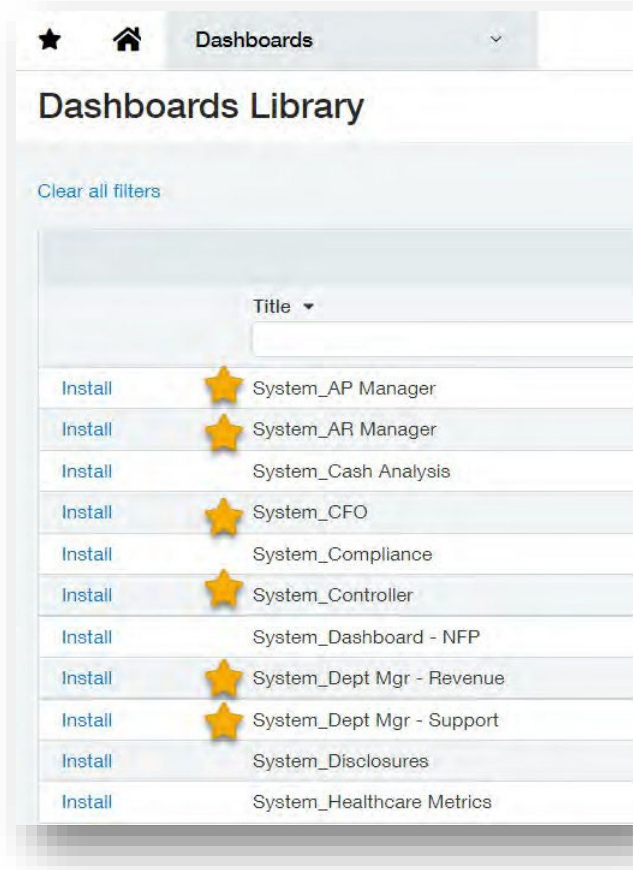 Dashboards
Dashboards Library
Clear all filters
Title
Install System_AP Manager
Install System_AR Manager
Install System_Cash Analysis
Install System_CFO
Install System_Compliance
Install System_Controller
Install System_Dashboard - NFP
Install System_Dept Mgr - Revenue
Install System_Dept Mgr - Support
Install System_Disclosures
Install System_Healthcare Metrics